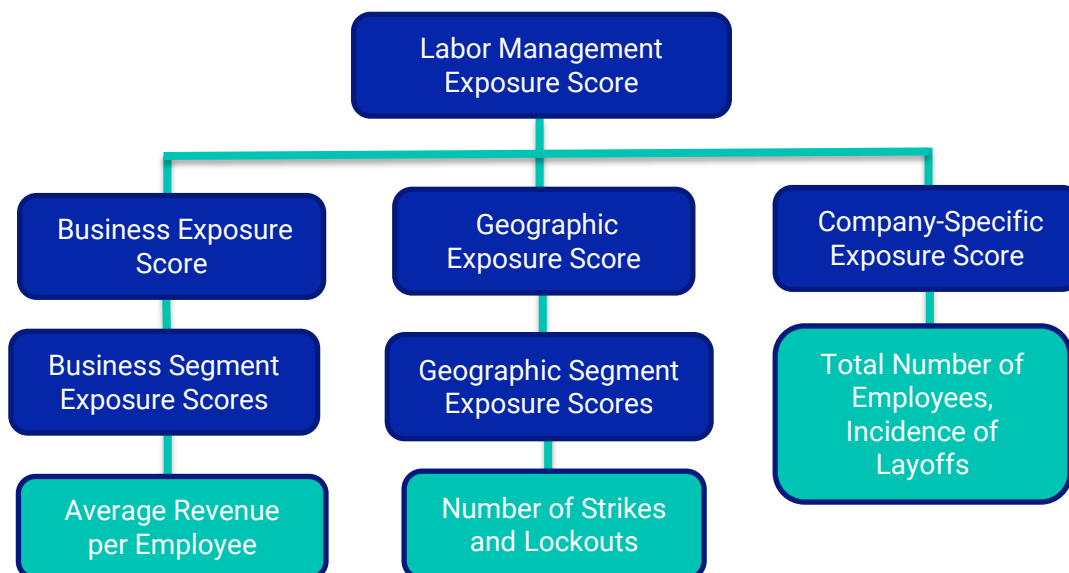 Labor Management
Exposure Score
Business Exposure
Score
Geographic
Exposure Score
Company-Specific
Exposure Score
Business Segment
Exposure Scores
Geographic Segment
Exposure Scores
Total Number of
Employees,
Incidence of
Layoffs
Average Revenue
per Employee
Number of Strikes
and Lockouts